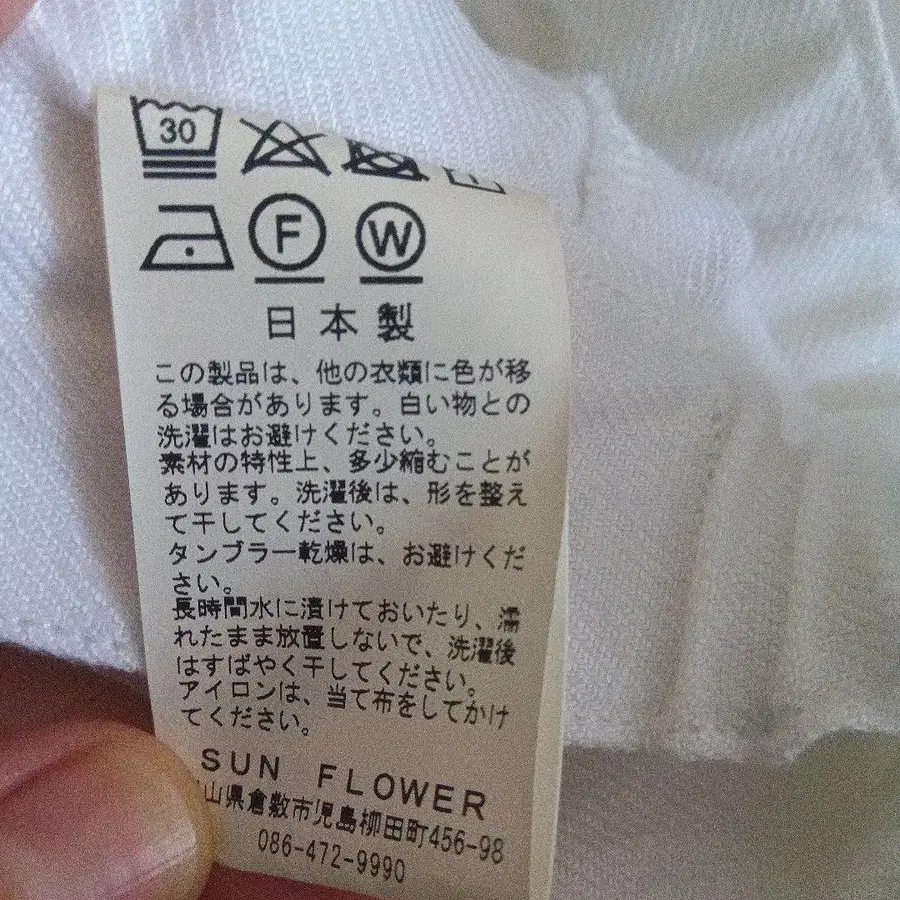 30
F W
日本製
この製品は、他の衣類に色が移
る場合があります。白い物との
洗濯はお避けください。
素材の特性上、多少縮むことが
あります。洗濯後は、形を整え
て干してください。
タンブラー乾燥は、お避けくだ
さい。
長時間水に漬けておいたり、濡
れたまま放置しないで、洗濯後
はすばやく干してください。
アイロンは、当て布をしてかけ
てください。
SUN FLOWER
山県倉敷市児島柳田町456-98
086-472-9990